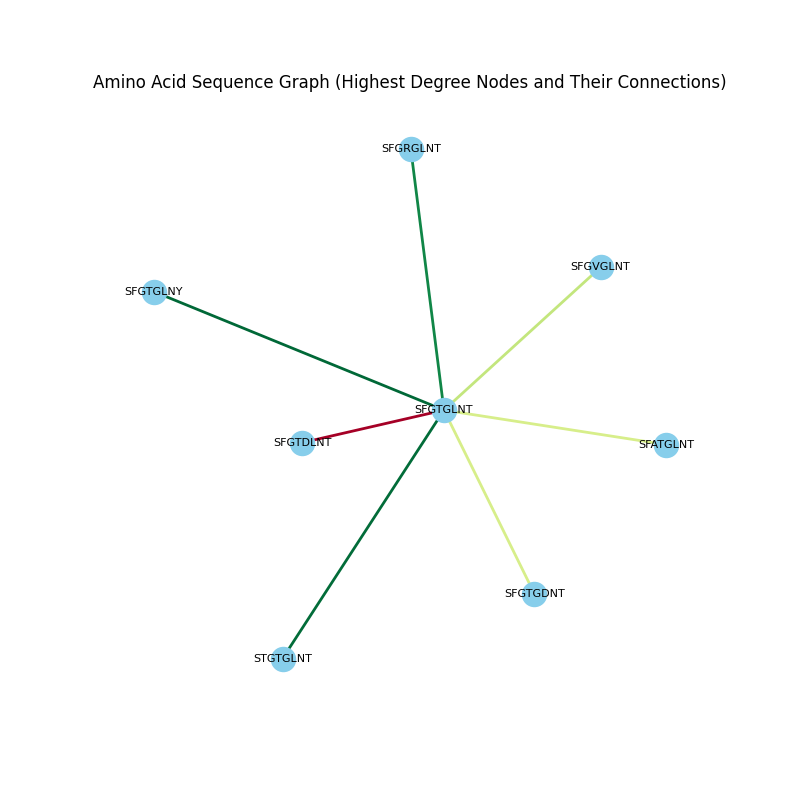 Amino Acid Sequence Graph (Highest Degree Nodes and Their Connections)
SFGRGLNT
SFGVGLNT
SFGTGLNY
SFGTGLNT
SFGTDLNT
SFATGLNT
SFGTGDNT
STGTGLNT